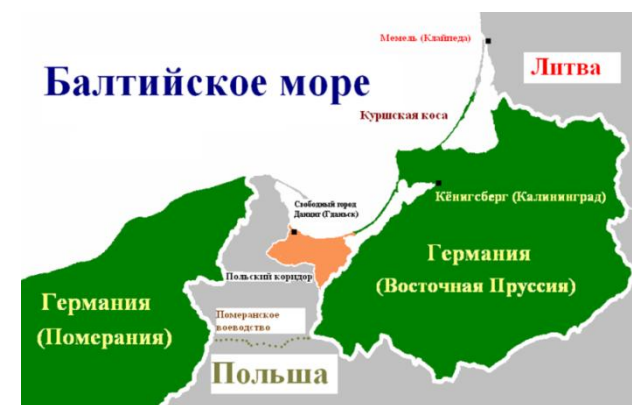 Мемель (Клайпеда)
Литва
Балтийское море
Куршская коса
Свободный город
Данциг (Гданьск)
Кёнигсберг (Калининград)
Германия
(Восточная Пруссия)
Польский коридор
Германия
(Померания)
Померанское
воеводство
Польша